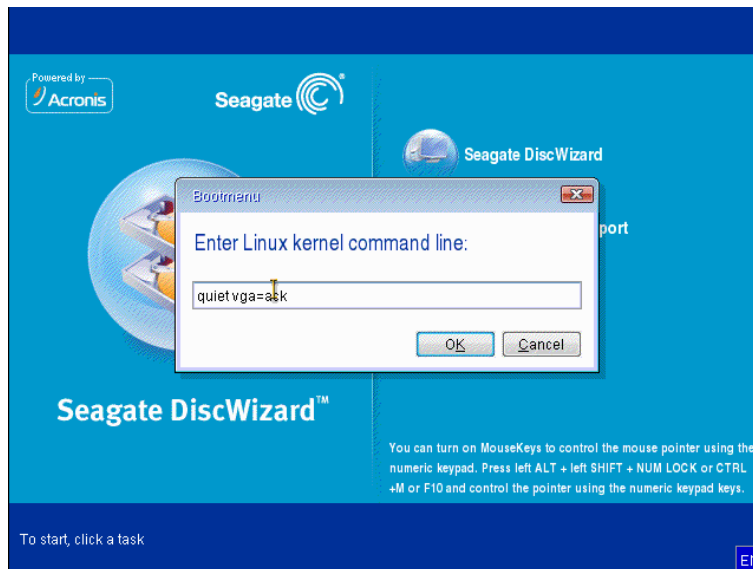 Powered by
Acronis
Seagate
Seagate DiscWizard
port
Bootmenu
Enter Linux kernel command line:
quiet vga=ask
OK
Cancel
Seagate DiscWizard™
You can turn on MouseKeys to control the mouse pointer using the
numeric keypad. Press left ALT + left SHIFT + NUM LOCK or CTRL
+M or F10 and control the pointer using the numeric keypad keys.
To start, click a task
EN